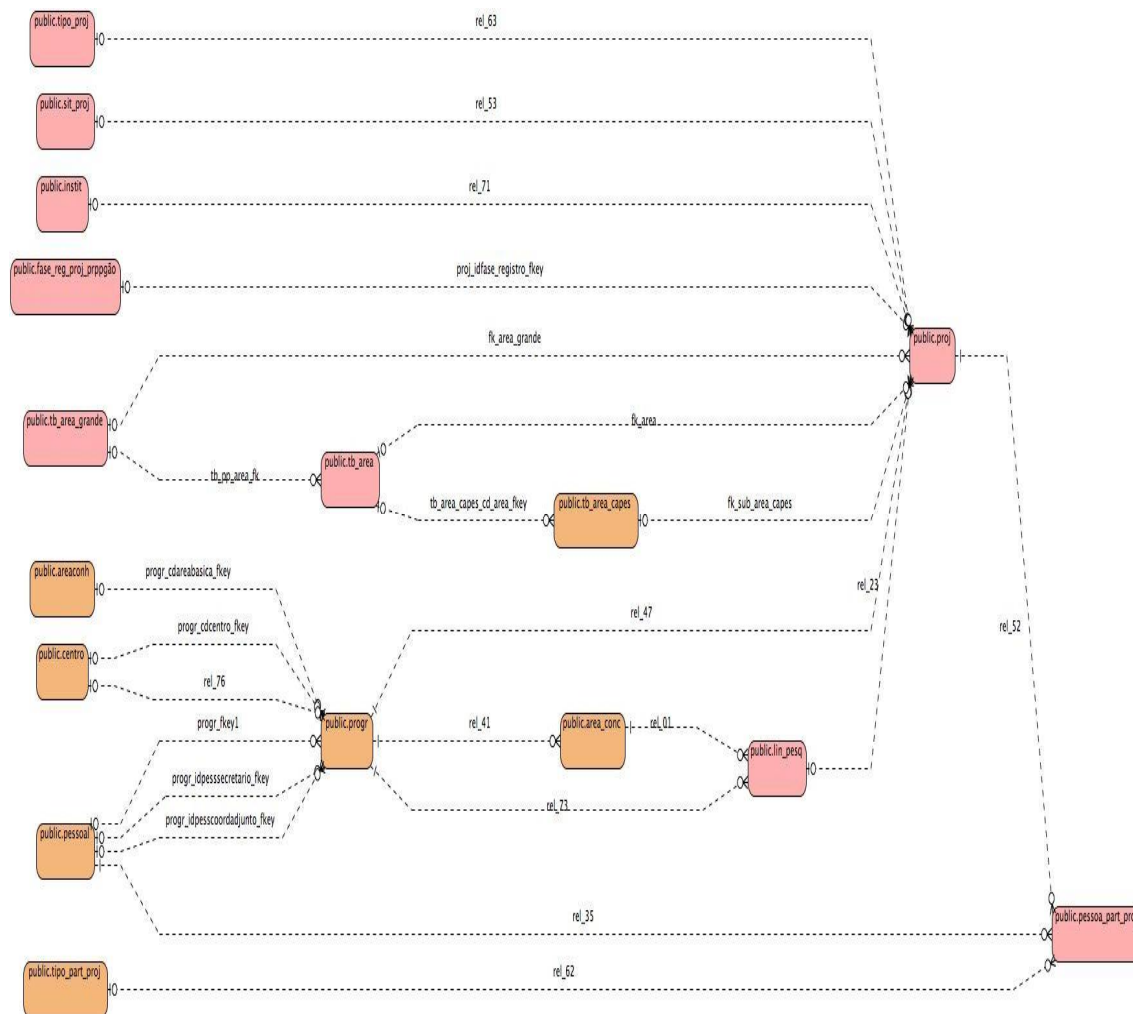 public.tipo_proj
rel_63
public.sit_proj
rel_53
public.instit
rel_71
public.fase_reg_proj_prppgão
proj_idfase_registro_fkey
public.proj
fk_area_grande
public.tb_area_grande
fk_area
public.tb_area
tb_pp_area_fk
public.tb_area_capes
tb_area_capes_cd_area_fkey
fk_sub_area_capes
public.areaconh
progr_cdareabasica_fkey
rel_23
rel_47
rel_52
progr_cdcentro_fkey
public.centro
rel_76
progr_fkey1
public.progr
rel_41
public.area_conc
rel_01
public.lin_pesq
progr_idpesssecretario_fkey
rel_73
progr_idpesscoordadjunto_fkey
public.pessoal
rel_35
public.pessoa_part_pro
public.tipo_part_proj
rel_62